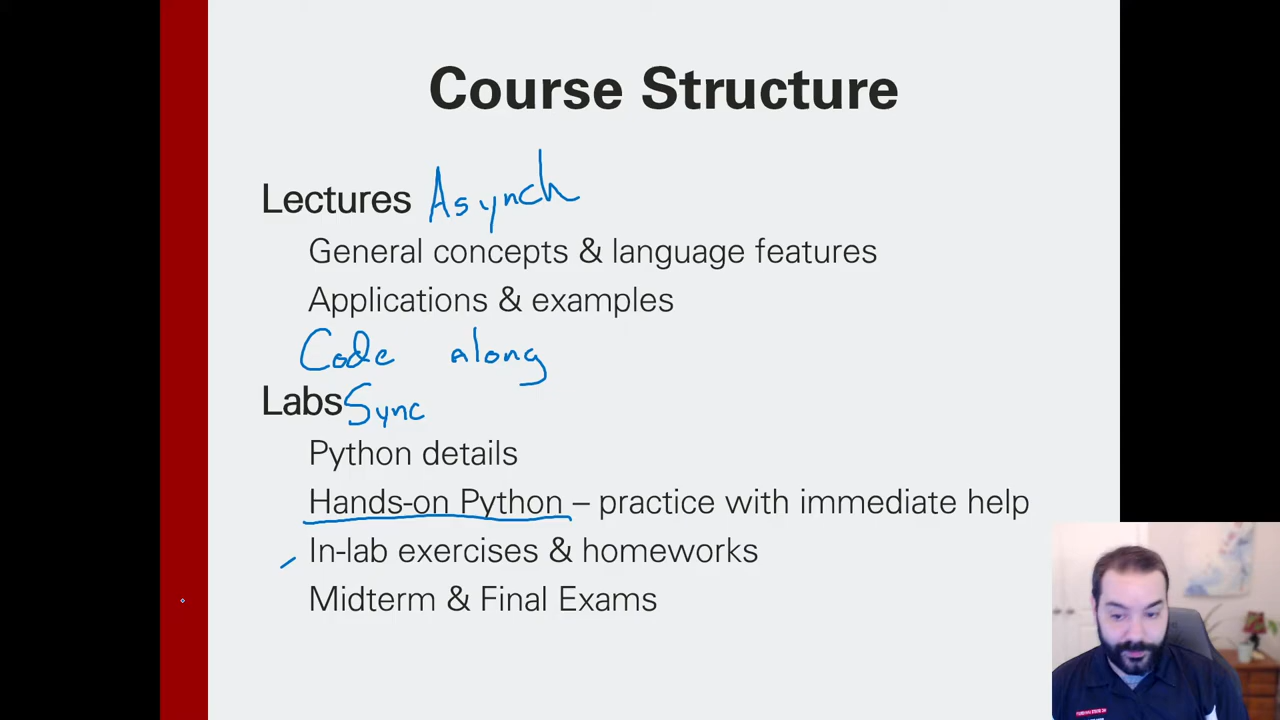 Course Structure
Lectures Asynch
General concepts & language features
Applications & examples
Code along
Labs Sync
Python details
Hands-on Python – practice with immediate help
In-lab exercises & homeworks
Midterm & Final Exams